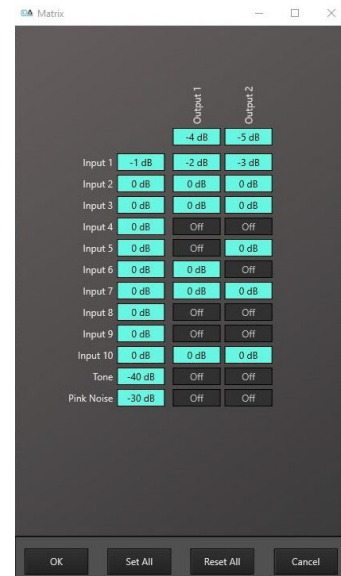 Matrix
Output 1 Output 2
-4 dB -5 dB
Input 1 -1 dB -2 dB -3 dB
Input 2 0 dB 0 dB 0 dB
Input 3 0 dB 0 dB 0 dB
Input 4 0 dB Off Off
Input 5 0 dB Off 0 dB
Input 6 0 dB 0 dB Off
Input 7 0 dB 0 dB 0 dB
Input 8 0 dB Off Off
Input 9 0 dB Off Off
Input 10 0 dB 0 dB 0 dB
Tone -40 dB Off Off
Pink Noise -30 dB Off Off
OK Set All Reset All Cancel